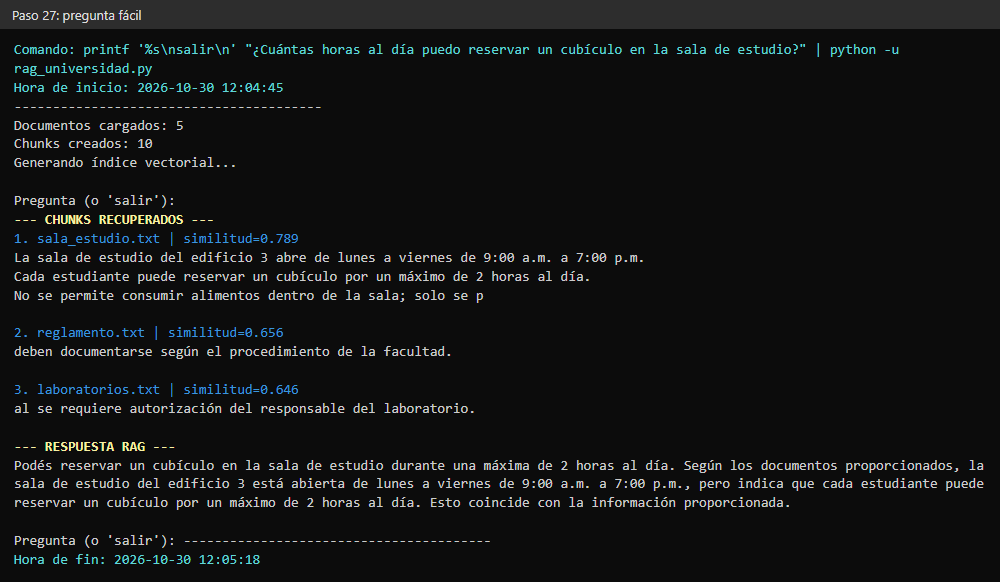 Paso 27: pregunta fácil
Comando: printf '%s\nsalir\n' "¿Cuántas horas al día puedo reservar un cubículo en la sala de estudio?" | python -u
rag_universidad.py
Hora de inicio: 2026-10-30 12:04:45
----------------------------------------
Documentos cargados: 5
Chunks creados: 10
Generando índice vectorial...
Pregunta (o 'salir'):
--- CHUNKS RECUPERADOS ---
1. sala_estudio.txt | similitud=0.789
La sala de estudio del edificio 3 abre de lunes a viernes de 9:00 a.m. a 7:00 p.m.
Cada estudiante puede reservar un cubículo por un máximo de 2 horas al día.
No se permite consumir alimentos dentro de la sala; solo se p
2. reglamento.txt | similitud=0.656
deben documentarse según el procedimiento de la facultad.
3. laboratorios.txt | similitud=0.646
al se requiere autorización del responsable del laboratorio.
--- RESPUESTA RAG ---
Podés reservar un cubículo en la sala de estudio durante una máxima de 2 horas al día. Según los documentos proporcionados, la
sala de estudio del edificio 3 está abierta de lunes a viernes de 9:00 a.m. a 7:00 p.m., pero indica que cada estudiante puede
reservar un cubículo por un máximo de 2 horas al día. Esto coincide con la información proporcionada.
Pregunta (o 'salir'): ----------------------------------------
Hora de fin: 2026-10-30 12:05:18